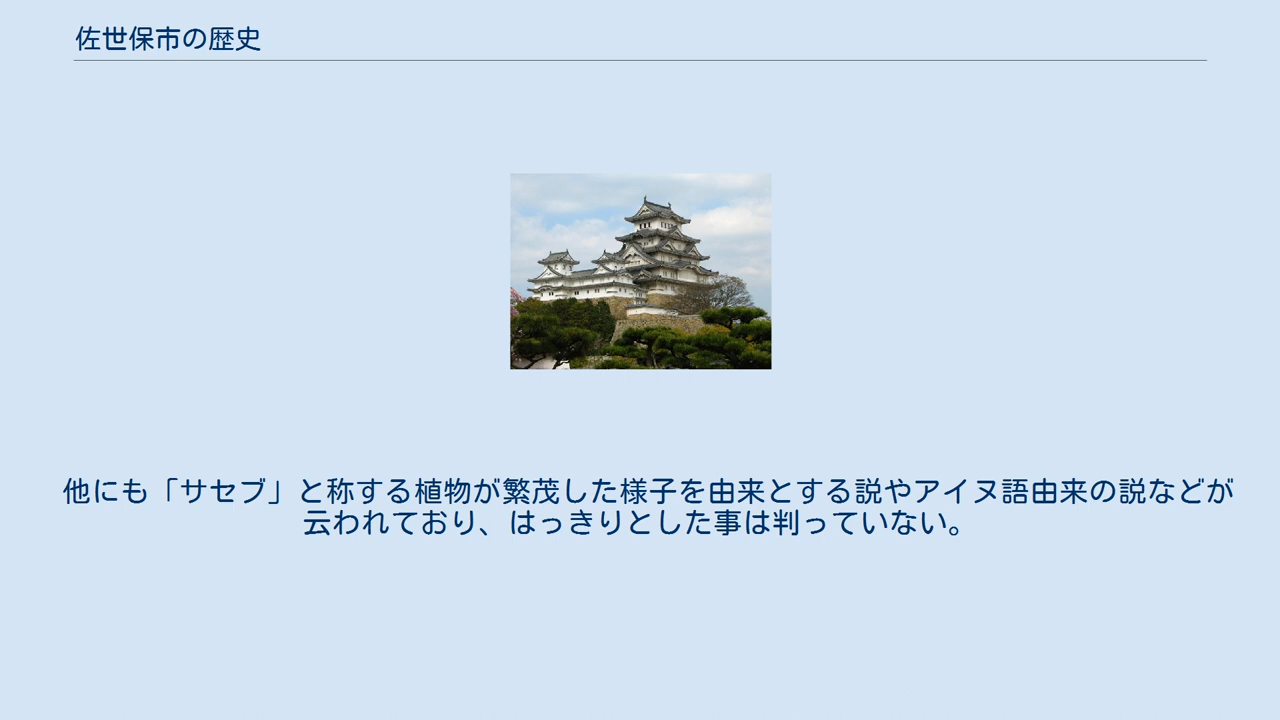 佐世保市の歴史
他にも「サセブ」と称する植物が繁茂した様子を由来とする説やアイヌ語由来の説などが
云われており、はっきりとした事は判っていない。